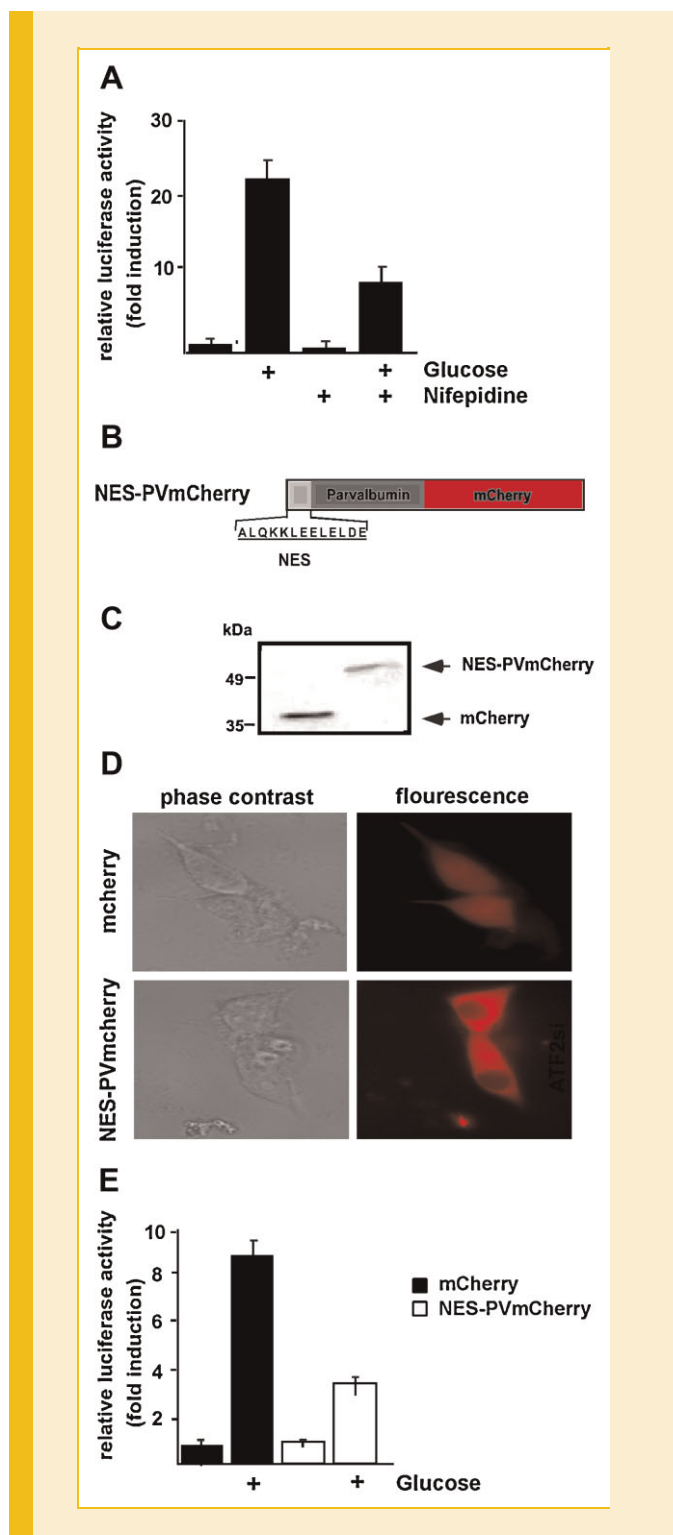 A
relative luciferase activity
(fold induction)
30
20
10
+ + Glucose
+ + Nifepidine
B
NES-PVmCherry
Parvalbumin
mCherry
ALQKKLEELELDE
NES
C
kDa
49
35
NES-PVmCherry
mCherry
D
phase contrast
flourescence
mcherry
NES-PVmcherry
ATF2si
E
relative luciferase activity
(fold induction)
10
8
6
4
2
mCherry
NES-PVmCherry
+ + Glucose